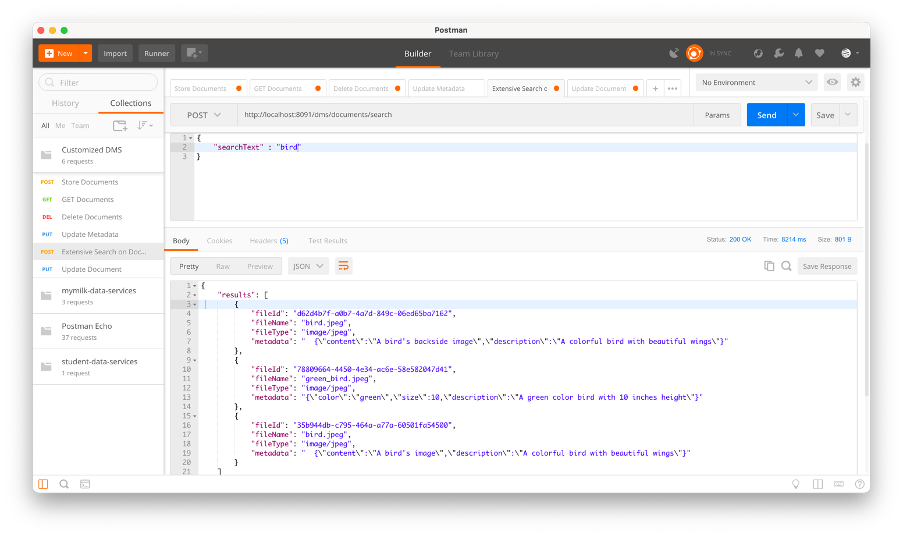 Postman
New
Import
Runner
Builder
Team Library
IN SYNC
Filter
History
Collections
All Me Team
Customized DMS
6 requests
POST Store Documents
GET GET Documents
DEL Delete Documents
PUT Update Metadata
POST Extensive Search on Doc...
PUT Update Document
mymilk-data-services
3 requests
Postman Echo
37 requests
student-data-services
1 request
Store Documents
GET Documents
Delete Documents
Update Metadata
Extensive Search o
Update Document
+
•••
No Environment
POST
http://localhost:8091/dms/documents/search
Params
Send
Save
1 {
2 "searchText" : "bird"
3 }
Body
Cookies
Headers (5)
Test Results
Status: 200 OK Time: 8214 ms Size: 801 B
Pretty
Raw
Preview
JSON
Save Response
1 {
2 "results": [
3 {
4 "fileId": "d62d4b7f-a0b7-4a7d-849c-06ed65ba7162",
5 "fileName": "bird.jpeg",
6 "fileType": "image/jpeg",
7 "metadata": " {\"content\":\"A bird's backside image\",\"description\":\"A colorful bird with beautiful wings\"}"
8 },
9 {
10 "fileId": "78809664-4450-4e34-ac6e-58e582047d41",
11 "fileName": "green_bird.jpeg",
12 "fileType": "image/jpeg",
13 "metadata": "{\"color\":\"green\",\"size\":10,\"description\":\"A green color bird with 10 inches height\"}"
14 },
15 {
16 "fileId": "35b944db-c795-464a-a77a-60501fa54500",
17 "fileName": "bird.jpeg",
18 "fileType": "image/jpeg",
19 "metadata": " {\"content\":\"A bird's image\",\"description\":\"A colorful bird with beautiful wings\"}"
20 }
21 ]